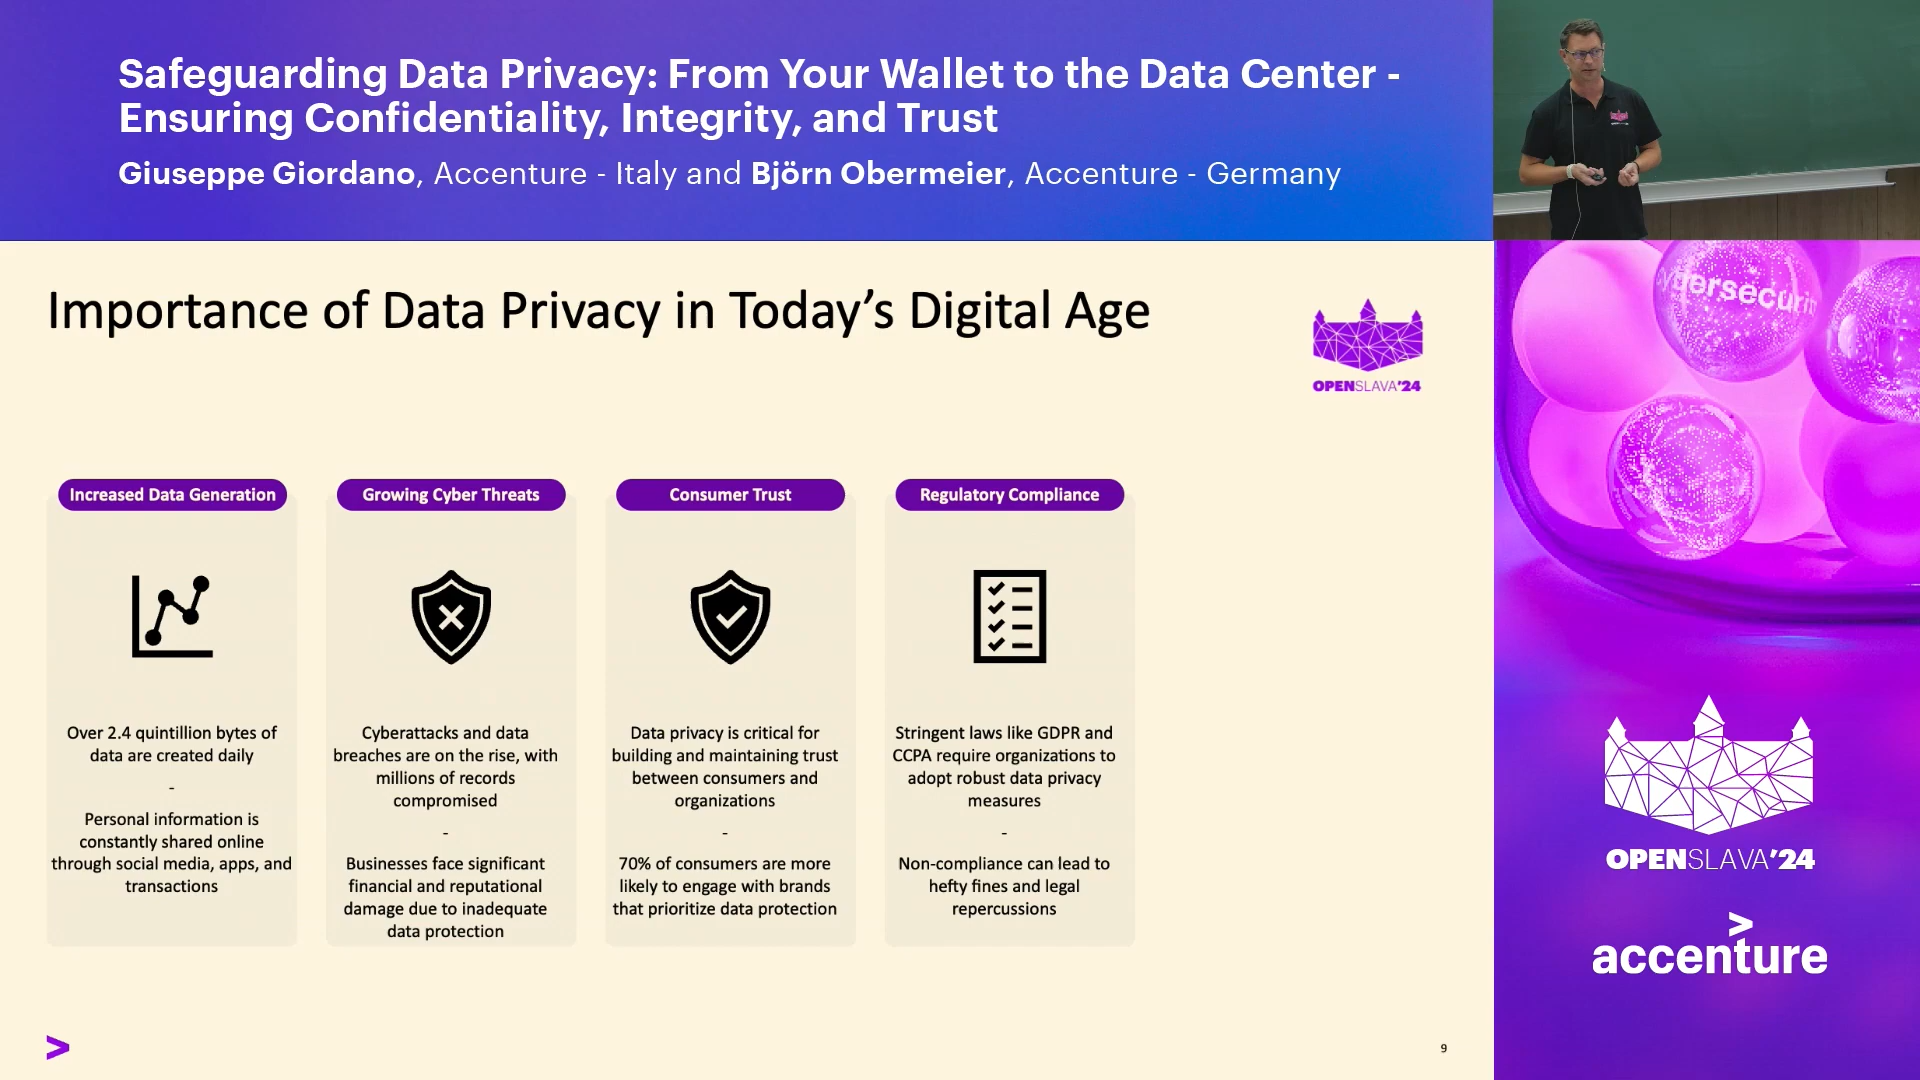 Safeguarding Data Privacy: From Your Wallet to the Data Center -
Ensuring Confidentiality, Integrity, and Trust
Giuseppe Giordano, Accenture - Italy and Björn Obermeier, Accenture - Germany
Importance of Data Privacy in Today’s Digital Age
OPENSLAVA’24
Increased Data Generation
Over 2.4 quintillion bytes of
data are created daily
-
Personal information is
constantly shared online
through social media, apps, and
transactions
Growing Cyber Threats
Cyberattacks and data
breaches are on the rise, with
millions of records
compromised
-
Businesses face significant
financial and reputational
damage due to inadequate
data protection
Consumer Trust
Data privacy is critical for
building and maintaining trust
between consumers and
organizations
-
70% of consumers are more
likely to engage with brands
that prioritize data protection
Regulatory Compliance
Stringent laws like GDPR and
CCPA require organizations to
adopt robust data privacy
measures
-
Non-compliance can lead to
hefty fines and legal
repercussions
>
9
OPENSLAVA’24
accenture